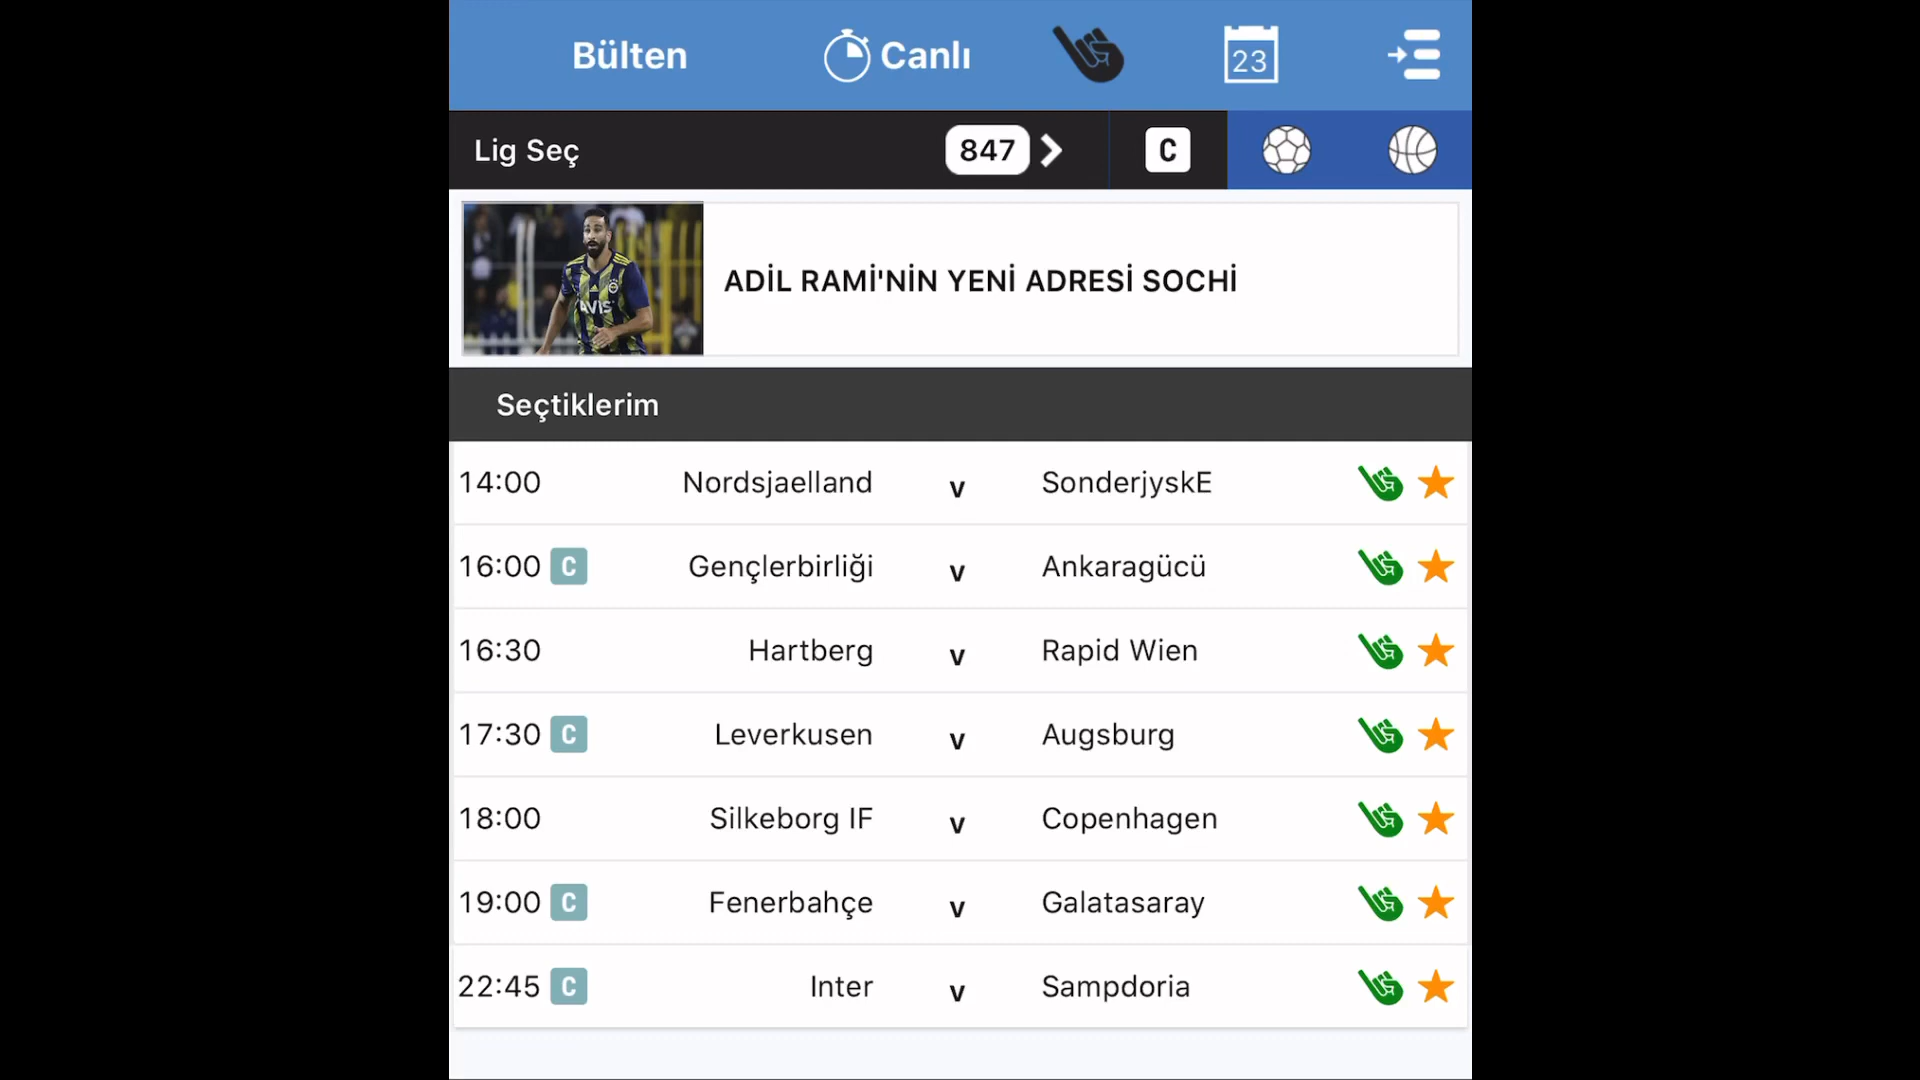 Bülten Canlı 23
Lig Seç 847 C
AVIS
ADİL RAMİ'NİN YENİ ADRESİ SOCHİ
Seçtiklerim
14:00 Nordsjaelland v SonderjyskE
16:00 C Gençlerbirliği v Ankaragücü
16:30 Hartberg v Rapid Wien
17:30 C Leverkusen v Augsburg
18:00 Silkeborg IF v Copenhagen
19:00 C Fenerbahçe v Galatasaray
22:45 C Inter v Sampdoria